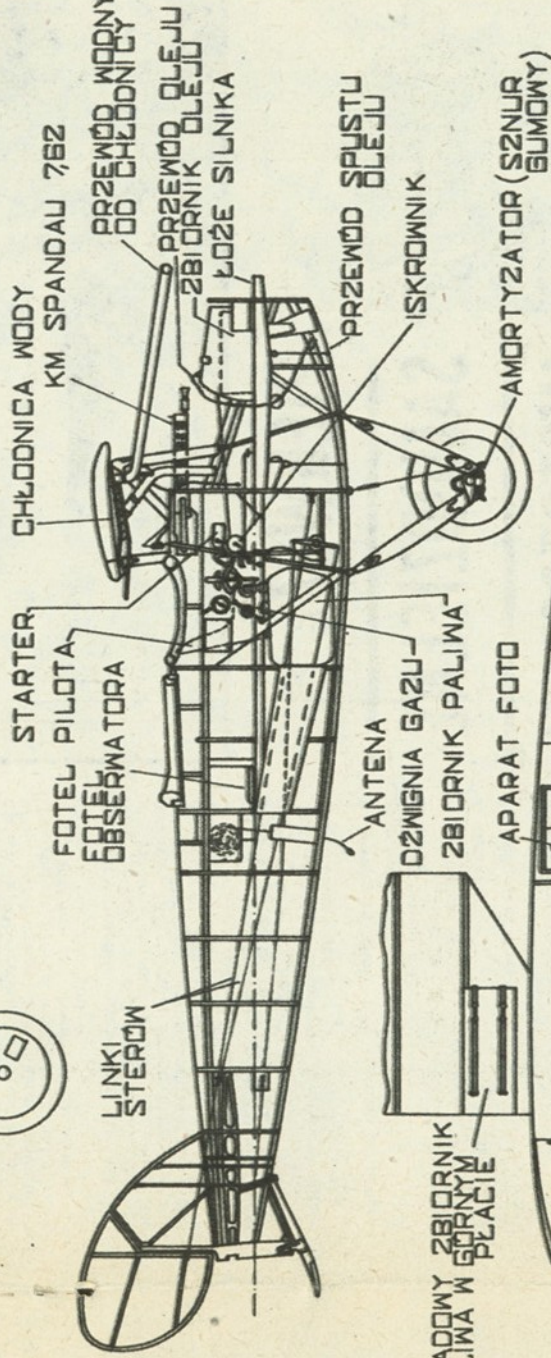 STARTER
FOTEL PILOTA
FOTEL
OBSERWATORA
CHŁODNICA WODY
KM SPANDAU 7,62
PRZEWÓD WODNY
OD CHŁODNICY
PRZEWÓD OLEJU
ZBIORNIK OLEJU
ŁOŻE SILNIKA
PRZEWÓD SPUSTU
OLEJU
ISKROWNIK
AMORTYZATOR (SZNUR
GUMOWY)
LINKI
STERÓW
ANTENA
DŹWIGNIA GAZU
ZBIORNIK PALIWA
APARAT FOTO
ADOWY ZBIORNIK
LIWA W GÓRNYM
PŁACIE